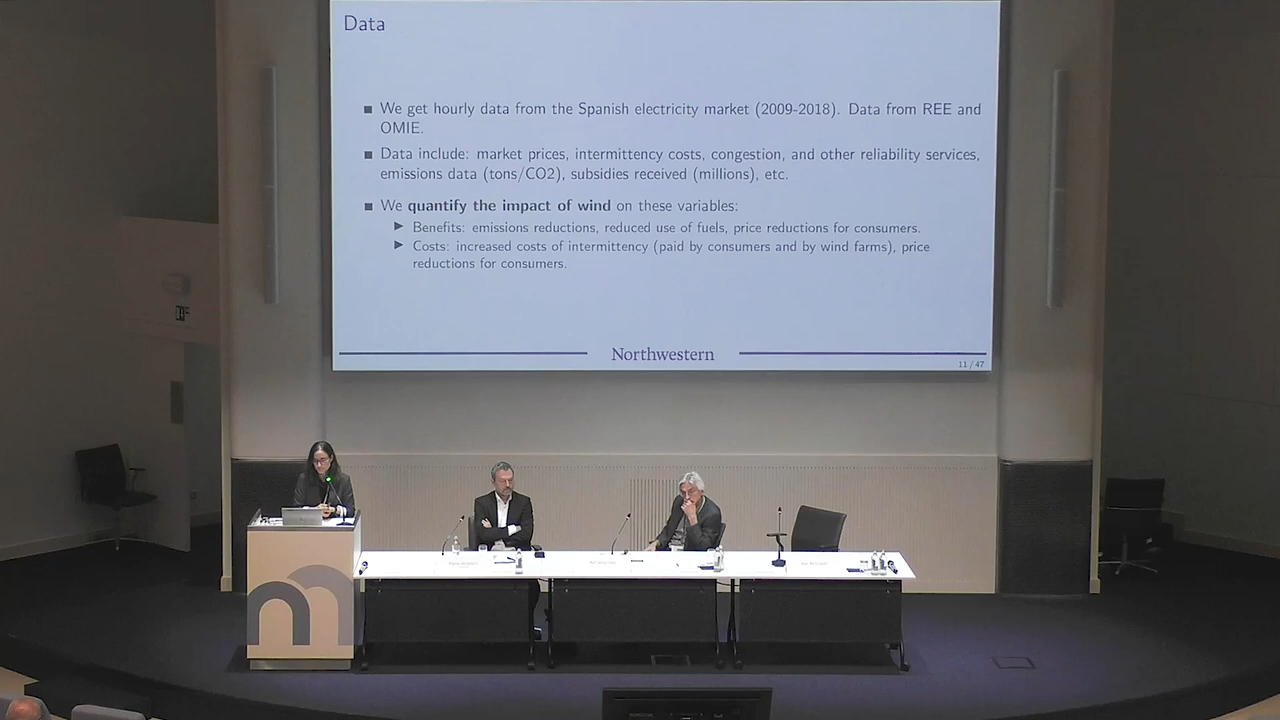 Data
■ We get hourly data from the Spanish electricity market (2009-2018). Data from REE and
OMIE.
■ Data include: market prices, intermittency costs, congestion, and other reliability services,
emissions data (tons/CO2), subsidies received (millions), etc.
■ We quantify the impact of wind on these variables:
▶ Benefits: emissions reductions, reduced use of fuels, price reductions for consumers.
▶ Costs: increased costs of intermittency (paid by consumers and by wind farms), price
reductions for consumers.
Northwestern
11 / 47